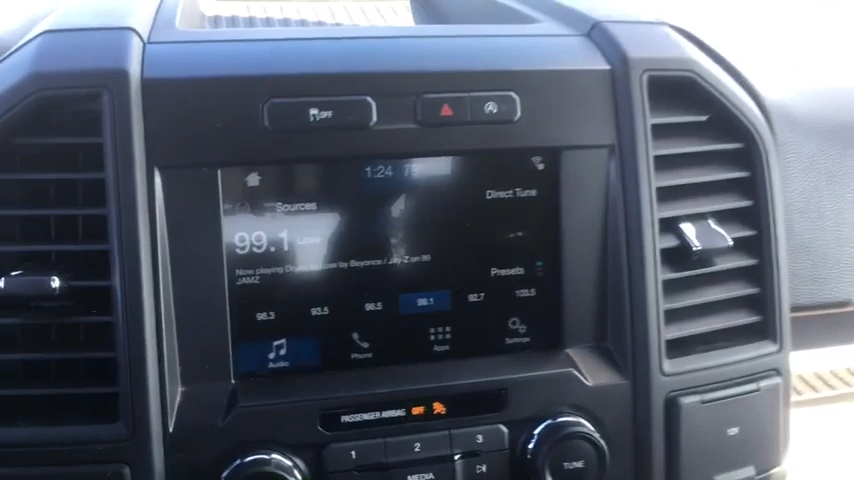 OFF
1:24
Sources
Direct Tune
99.1
Now playing Drunk in Love by Beyonce / Jay-Z on 99
JAMZ
Presets
98.3 93.5 96.5 99.1 92.7 103.5
Audio Phone Apps Settings
PASSENGER AIRBAG OFF
1 2 3
MEDIA
TUNE
12V